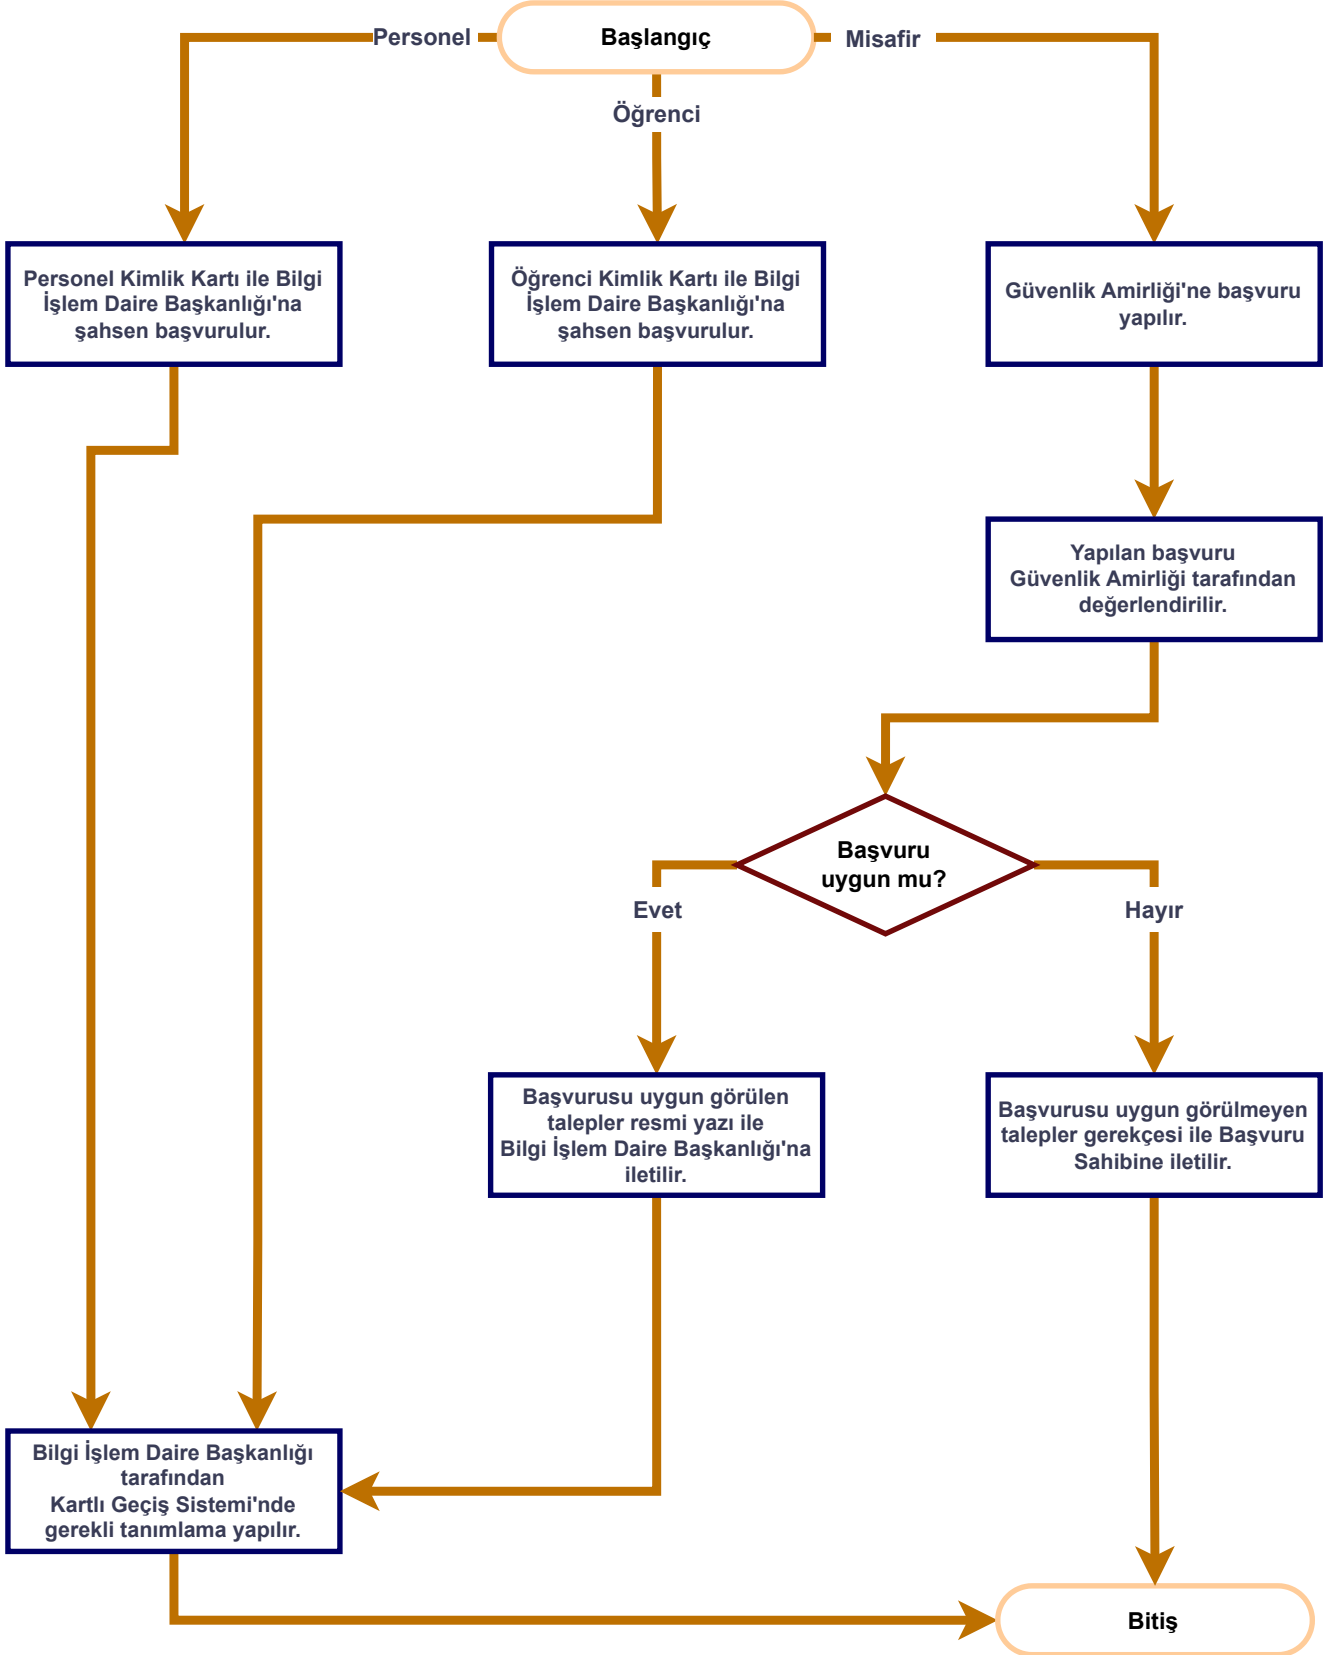 Personel
Başlangıç
Misafir
Öğrenci
Personel Kimlik Kartı ile Bilgi
İşlem Daire Başkanlığı'na
şahsen başvurulur.
Öğrenci Kimlik Kartı ile Bilgi
İşlem Daire Başkanlığı'na
şahsen başvurulur.
Güvenlik Amirliği'ne başvuru
yapılır.
Yapılan başvuru
Güvenlik Amirliği tarafından
değerlendirilir.
Başvuru
uygun mu?
Evet
Hayır
Başvurusu uygun görülen
talepler resmi yazı ile
Bilgi İşlem Daire Başkanlığı'na
iletilir.
Başvurusu uygun görülmeyen
talepler gerekçesi ile Başvuru
Sahibine iletilir.
Bilgi İşlem Daire Başkanlığı
tarafından
Kartlı Geçiş Sistemi'nde
gerekli tanımlama yapılır.
Bitiş